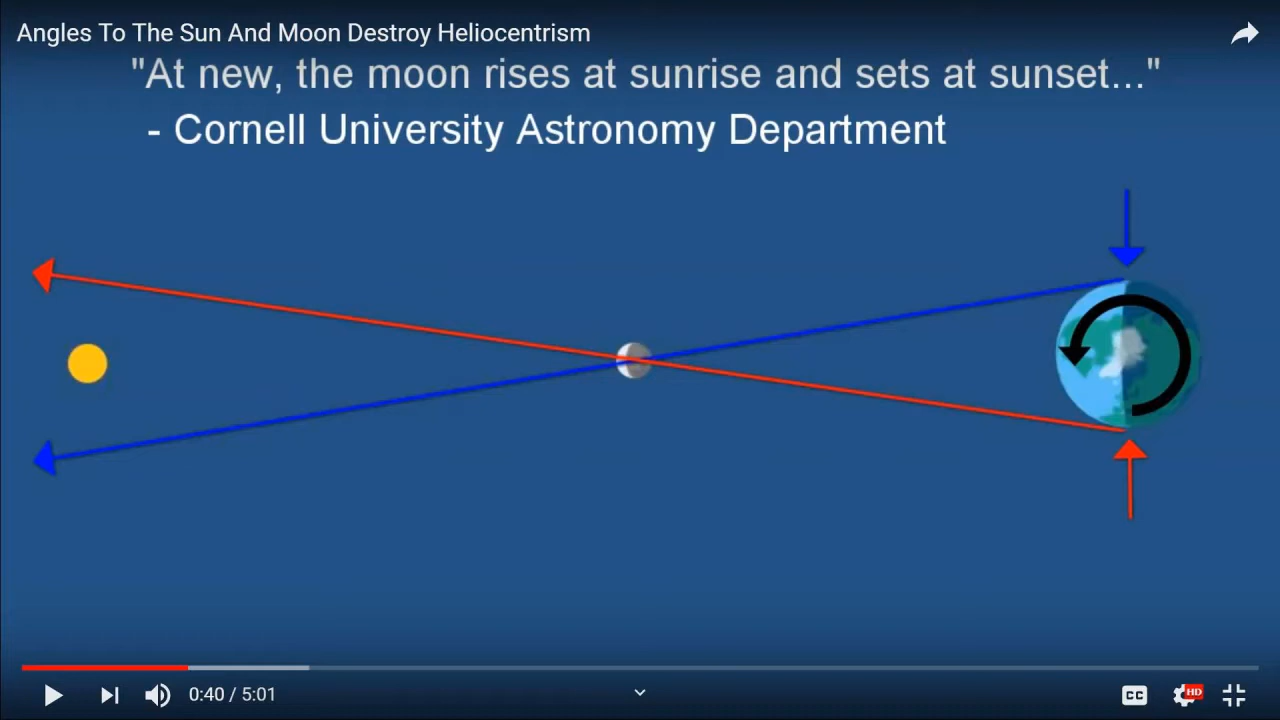 Angles To The Sun And Moon Destroy Heliocentrism
"At new, the moon rises at sunrise and sets at sunset..."
- Cornell University Astronomy Department
0:40 / 5:01
CC
HD